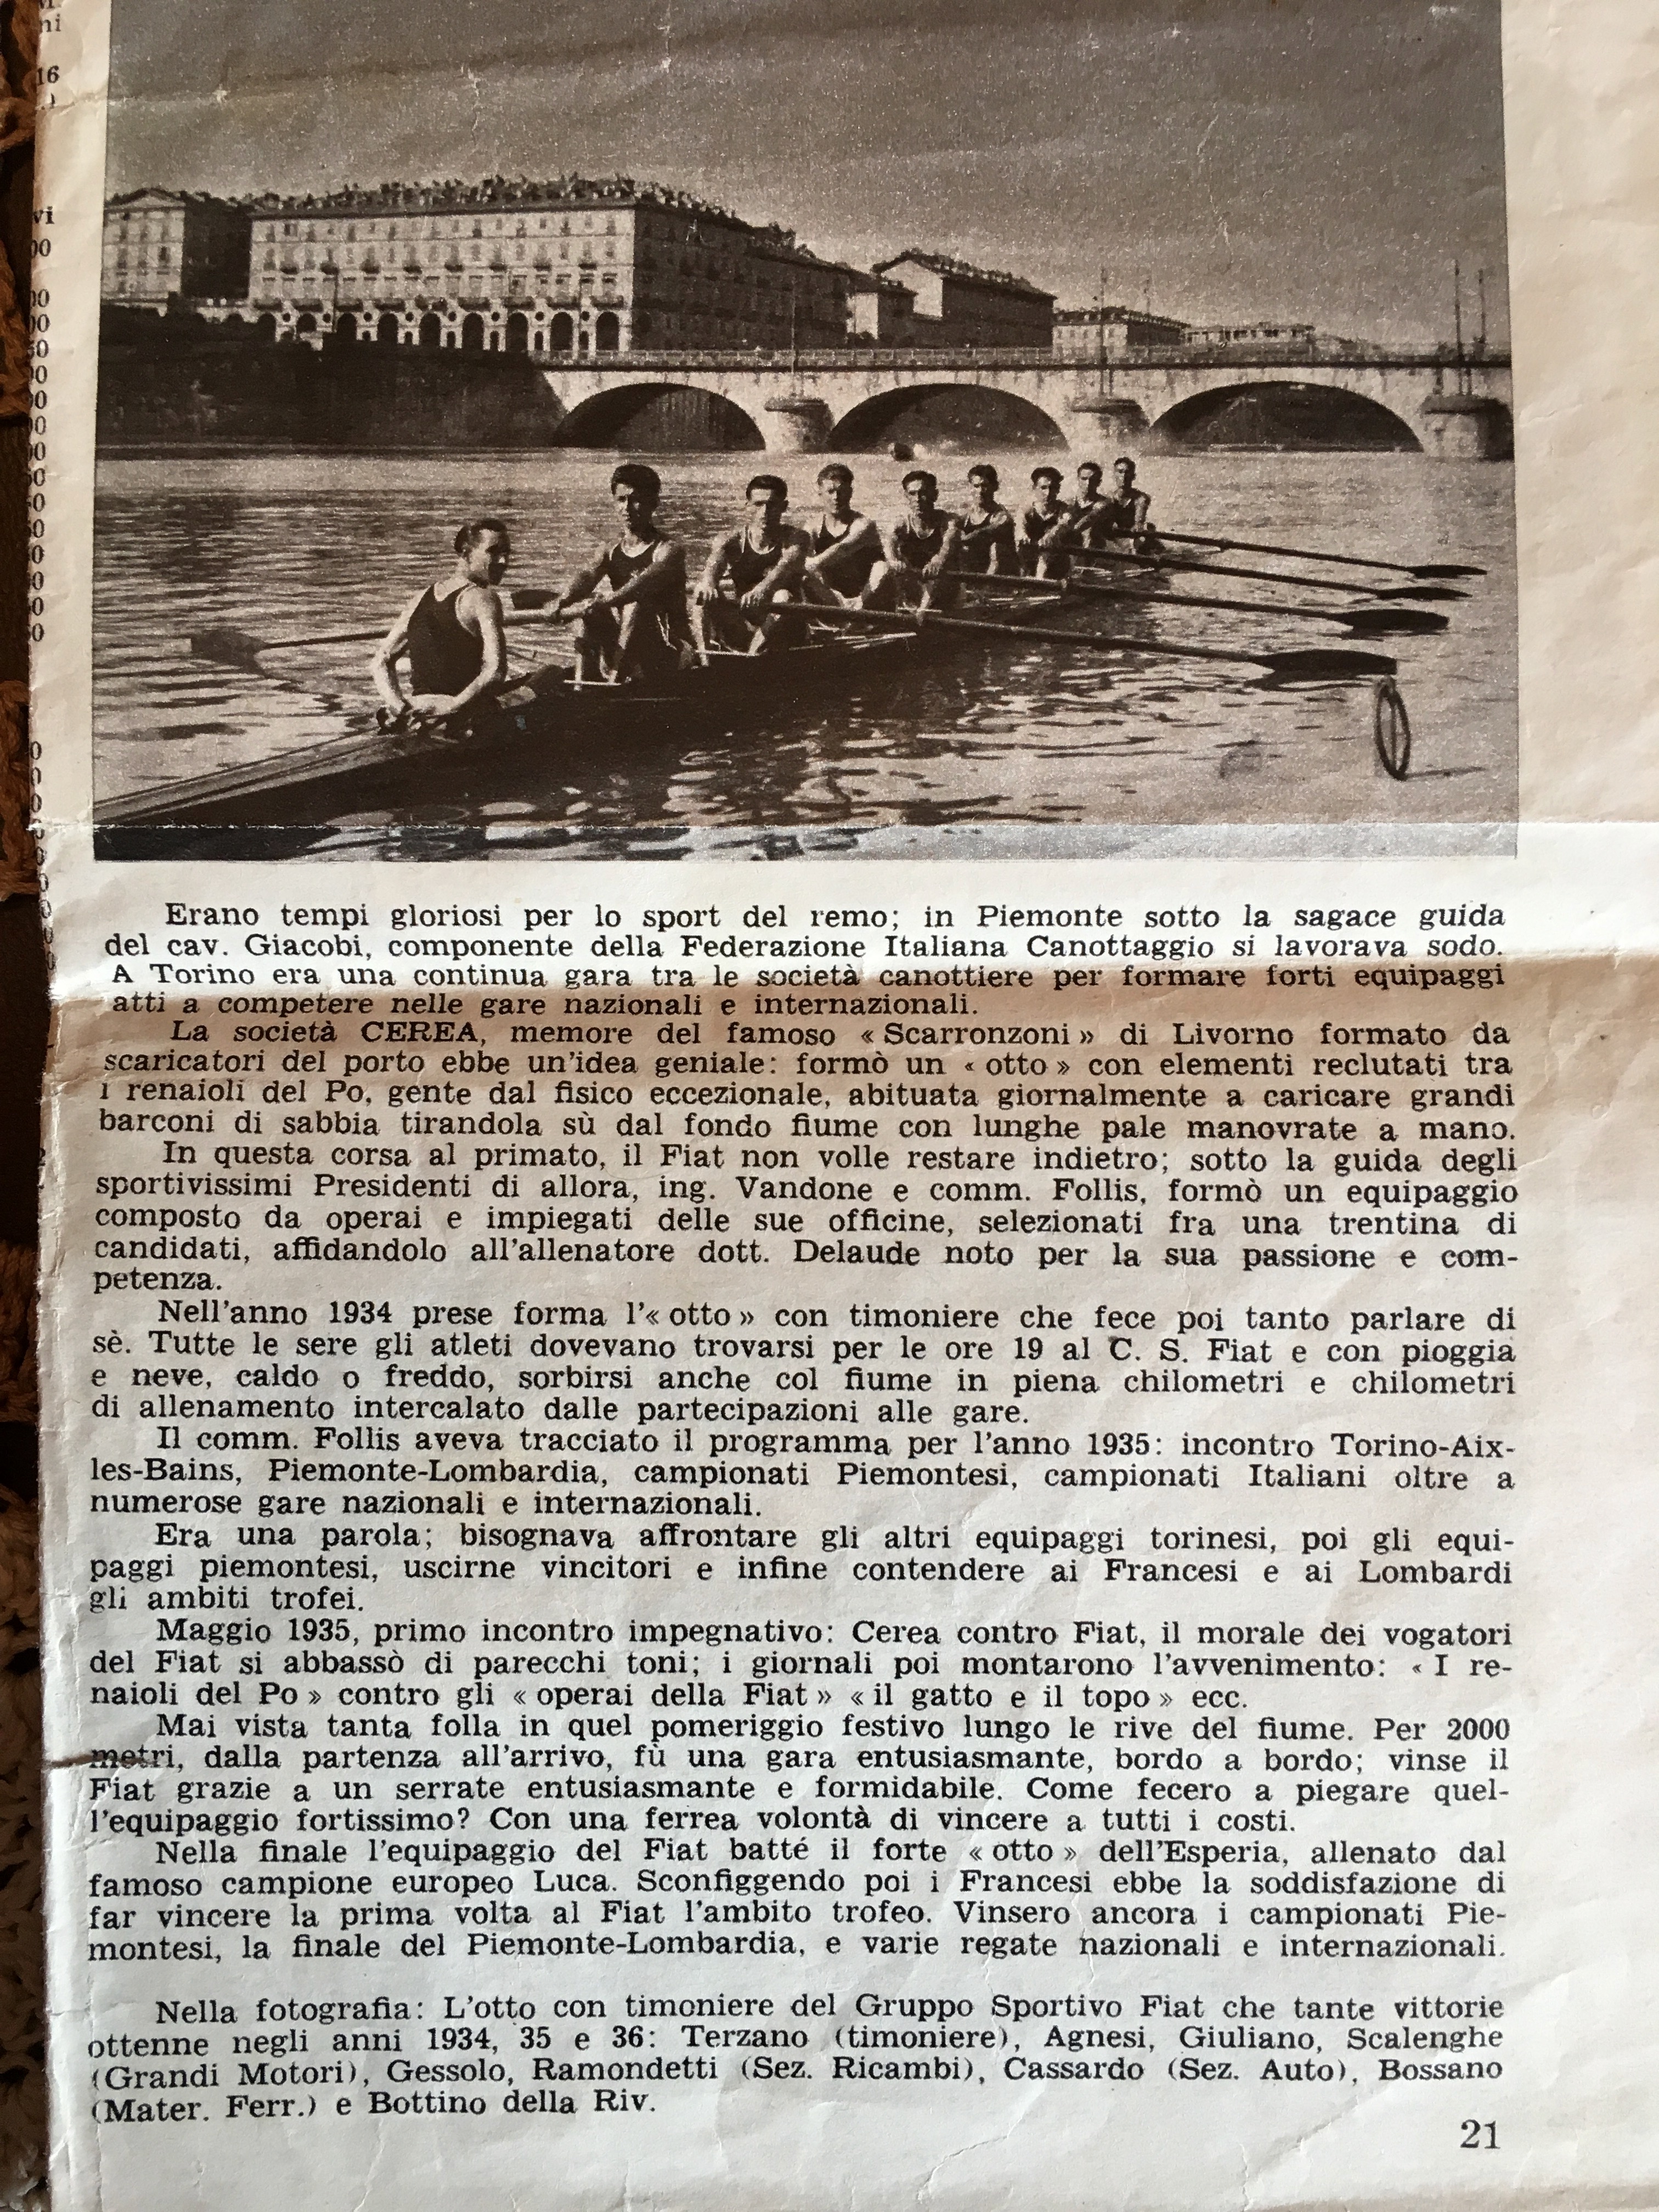 ni
16
vi
00
00
00
50
00
00
00
00
50
50
50
50
00
50
50
Erano tempi gloriosi per lo sport del remo; in Piemonte sotto la sagace guida
del cav. Giacobi, componente della Federazione Italiana Canottaggio si lavorava sodo.
A Torino era una continua gara tra le società canottiere per formare forti equipaggi
atti a competere nelle gare nazionali e internazionali.
La società CEREA, memore del famoso « Scarronzoni » di Livorno formato da
scaricatori del porto ebbe un'idea geniale: formò un « otto » con elementi reclutati tra
i renaioli del Po, gente dal fisico eccezionale, abituata giornalmente a caricare grandi
barconi di sabbia tirandola sù dal fondo fiume con lunghe pale manovrate a mano.
In questa corsa al primato, il Fiat non volle restare indietro; sotto la guida degli
sportivissimi Presidenti di allora, ing. Vandone e comm. Follis, formò un equipaggio
composto da operai e impiegati delle sue officine, selezionati fra una trentina di
candidati, affidandolo all'allenatore dott. Delaude noto per la sua passione e com-
petenza.
Nell'anno 1934 prese forma l'« otto » con timoniere che fece poi tanto parlare di
sè. Tutte le sere gli atleti dovevano trovarsi per le ore 19 al C. S. Fiat e con pioggia
e neve, caldo o freddo, sorbirsi anche col fiume in piena chilometri e chilometri
di allenamento intercalato dalle partecipazioni alle gare.
Il comm. Follis aveva tracciato il programma per l'anno 1935: incontro Torino-Aix-
les-Bains, Piemonte-Lombardia, campionati Piemontesi, campionati Italiani oltre a
numerose gare nazionali e internazionali.
Era una parola; bisognava affrontare gli altri equipaggi torinesi, poi gli equi-
paggi piemontesi, uscirne vincitori e infine contendere ai Francesi e ai Lombardi
gli ambiti trofei.
Maggio 1935, primo incontro impegnativo: Cerea contro Fiat, il morale dei vogatori
del Fiat si abbassò di parecchi toni; i giornali poi montarono l'avvenimento: « I re-
naioli del Po » contro gli « operai della Fiat » « il gatto e il topo » ecc.
Mai vista tanta folla in quel pomeriggio festivo lungo le rive del fiume. Per 2000
metri, dalla partenza all'arrivo, fù una gara entusiasmante, bordo a bordo; vinse il
Fiat grazie a un serrate entusiasmante e formidabile. Come fecero a piegare quel-
l'equipaggio fortissimo? Con una ferrea volontà di vincere a tutti i costi.
Nella finale l'equipaggio del Fiat batté il forte « otto » dell'Esperia, allenato dal
famoso campione europeo Luca. Sconfiggendo poi i Francesi ebbe la soddisfazione di
far vincere la prima volta al Fiat l'ambito trofeo. Vinsero ancora i campionati Pie-
montesi, la finale del Piemonte-Lombardia, e varie regate nazionali e internazionali.
Nella fotografia: L'otto con timoniere del Gruppo Sportivo Fiat che tante vittorie
ottenne negli anni 1934, 35 e 36: Terzano (timoniere), Agnesi, Giuliano, Scalenghe
(Grandi Motori), Gessolo, Ramondetti (Sez. Ricambi), Cassardo (Sez. Auto), Bossano
(Mater. Ferr.) e Bottino della Riv.
21